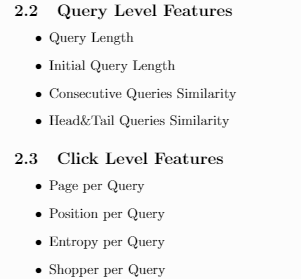 2.2 Query Level Features
• Query Length
• Initial Query Length
• Consecutive Queries Similarity
• Head&Tail Queries Similarity
2.3 Click Level Features
• Page per Query
• Position per Query
• Entropy per Query
• Shopper per Query